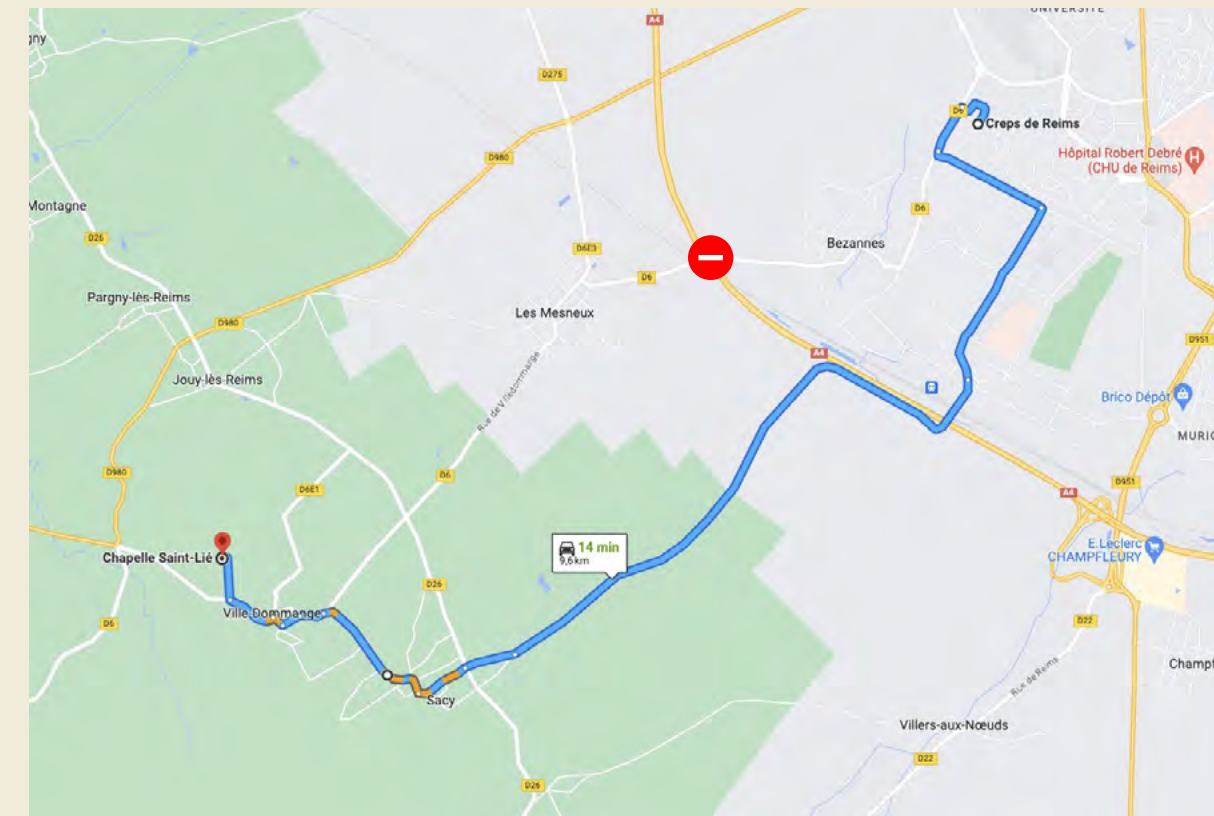 A4
gny
D275
D6
Creps de Reims
D980
Hôpital Robert Debré
(CHU de Reims)
H
Montagne
D6
D26
D6E3
Bezannes
D6
Pargny-lès-Reims
Les Mesneux
D980
D951
A4
Jouy-lès-Reims
Rue de Villedommange
Brico Dépôt
MURIG
D980
D6
D6E1
A4
D951
14 min
9,6 km
E.Leclerc
CHAMPFLEURY
Chapelle Saint-Lié
D26
Ville-Dommange
D6
D22
Rue de Reims
Champf
Sacy
Villers-aux-Nœuds
D22
D26